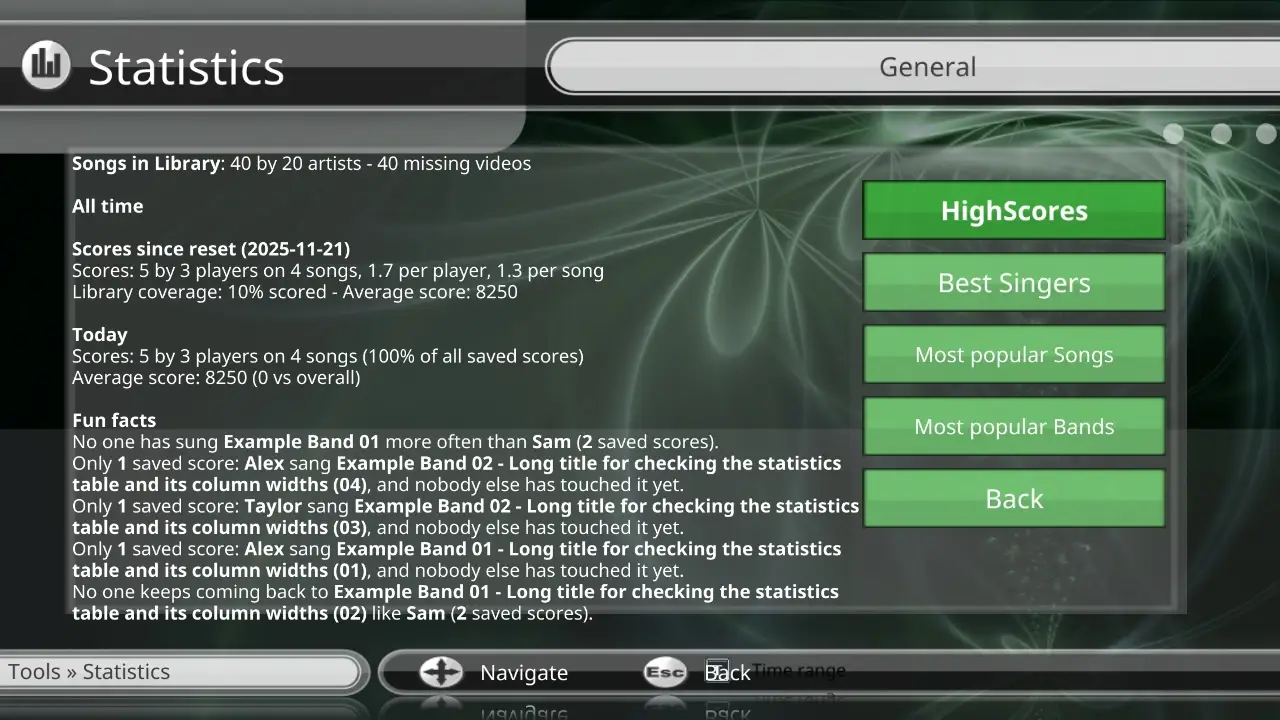 Statistics
General
Songs in Library: 40 by 20 artists - 40 missing videos
All time
Scores since reset (2025-11-21)
Scores: 5 by 3 players on 4 songs, 1.7 per player, 1.3 per song
Library coverage: 10% scored - Average score: 8250
Today
Scores: 5 by 3 players on 4 songs (100% of all saved scores)
Average score: 8250 (0 vs overall)
Fun facts
No one has sung Example Band 01 more often than Sam (2 saved scores).
Only 1 saved score: Alex sang Example Band 02 - Long title for checking the statistics
table and its column widths (04), and nobody else has touched it yet.
Only 1 saved score: Taylor sang Example Band 02 - Long title for checking the statistics
table and its column widths (03), and nobody else has touched it yet.
Only 1 saved score: Alex sang Example Band 01 - Long title for checking the statistics
table and its column widths (01), and nobody else has touched it yet.
No one keeps coming back to Example Band 01 - Long title for checking the statistics
table and its column widths (02) like Sam (2 saved scores).
HighScores
Best Singers
Most popular Songs
Most popular Bands
Back
Tools » Statistics
Navigate
Esc Back
Time range